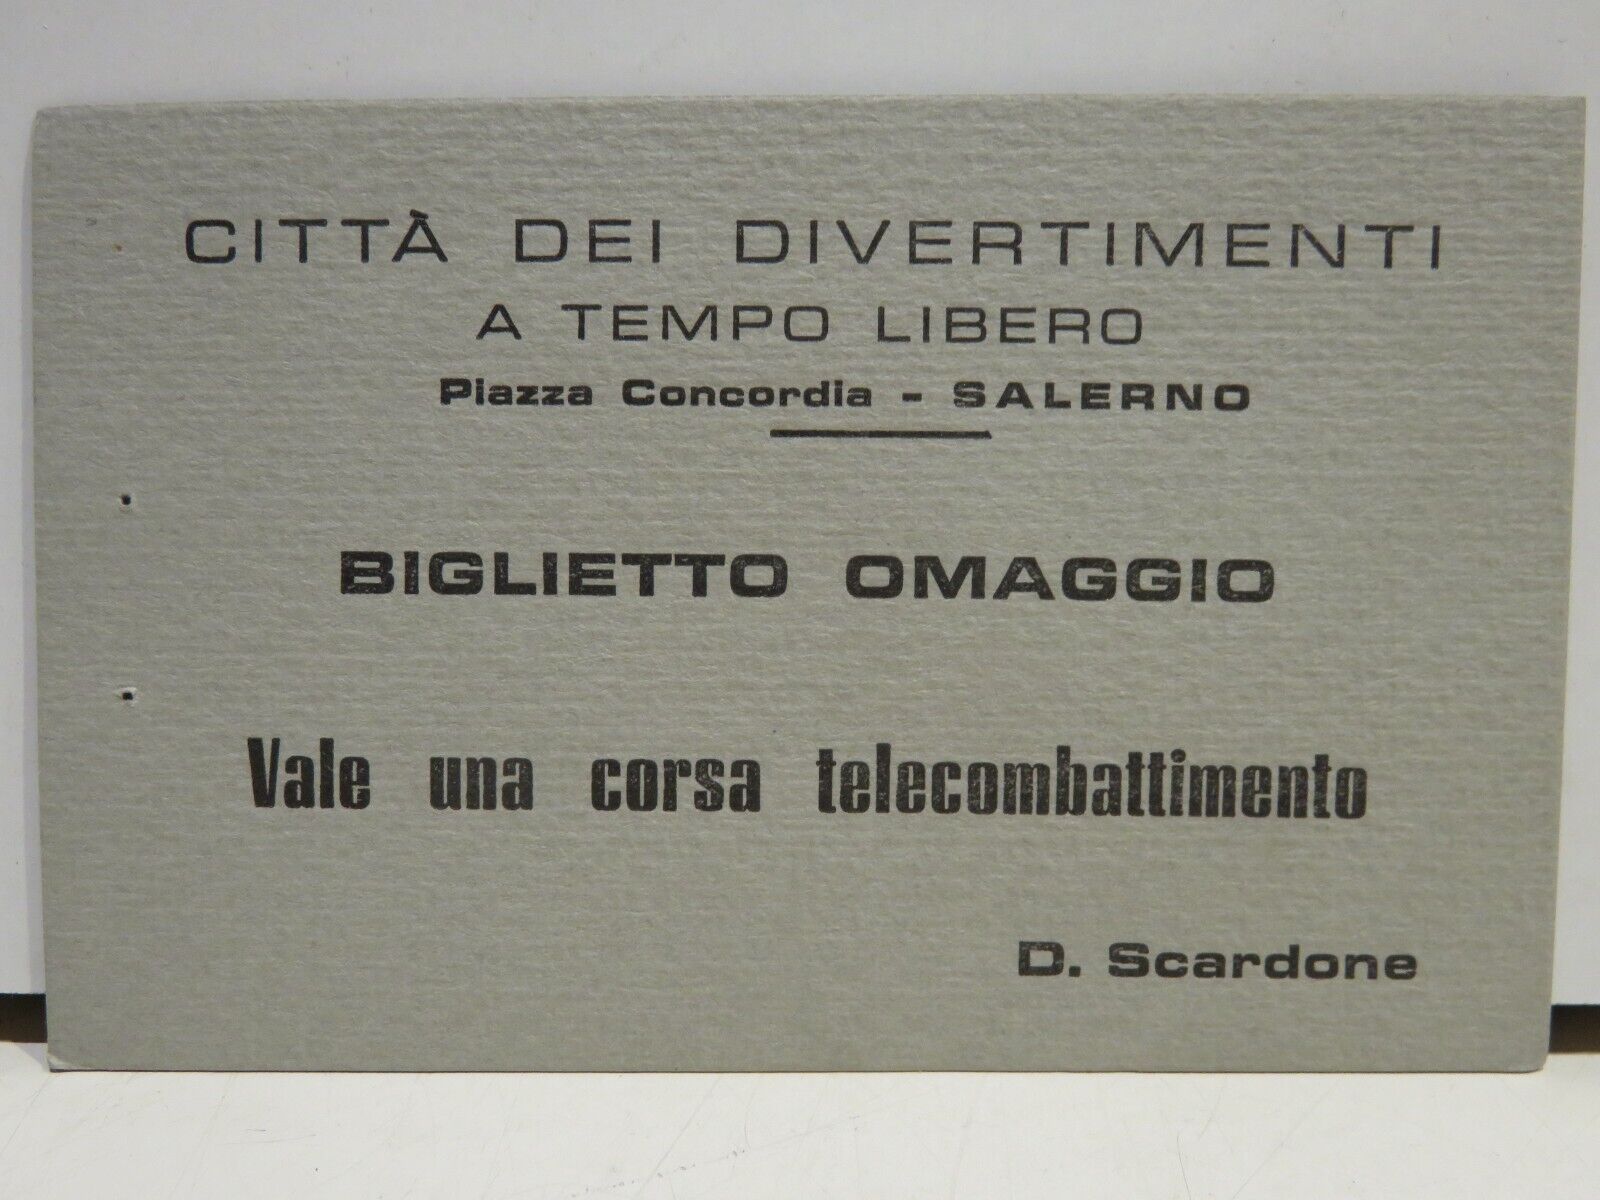 CITTÀ DEI DIVERTIMENTI
A TEMPO LIBERO
Piazza Concordia - SALERNO
BIGLIETTO OMAGGIO
Vale una corsa telecombattimento
D. Scardone